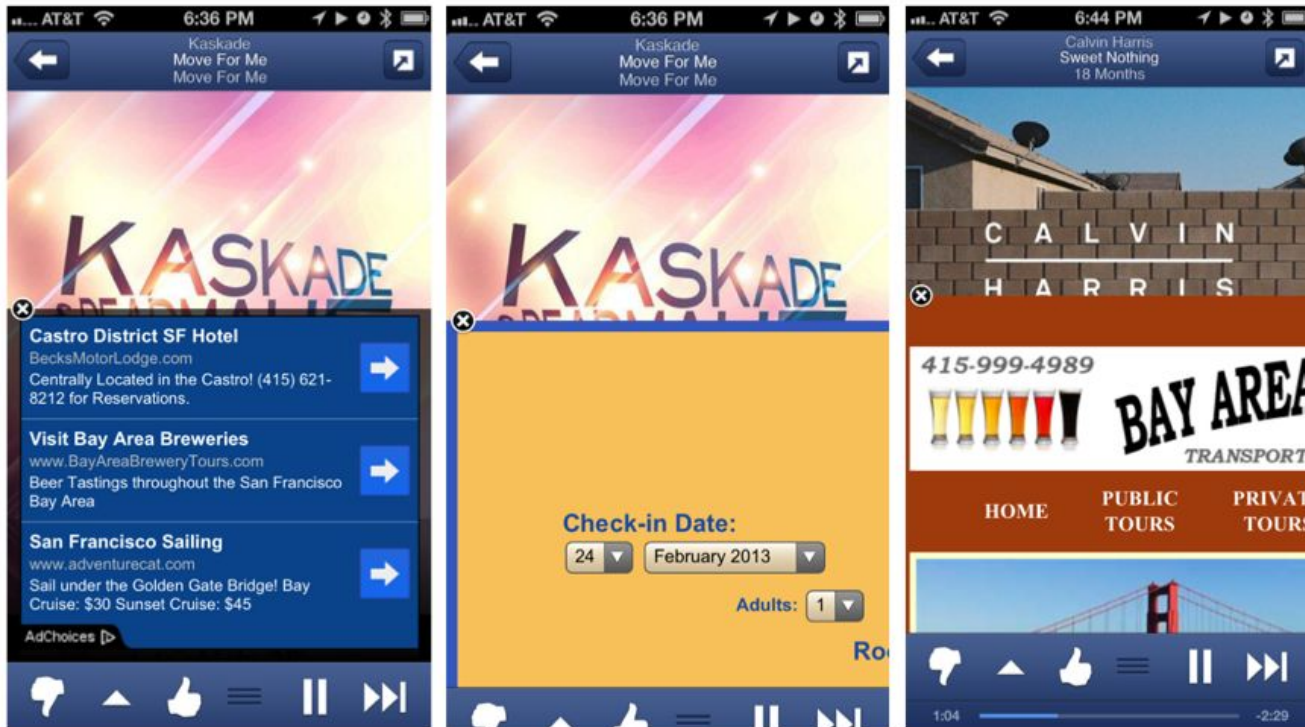 AT&T 6:36 PM
Kaskade
Move For Me
Move For Me
KASKADE
Castro District SF Hotel
BecksMotorLodge.com
Centrally Located in the Castro! (415) 621-
8212 for Reservations.
Visit Bay Area Breweries
www.BayAreaBreweryTours.com
Beer Tastings throughout the San Francisco
Bay Area
San Francisco Sailing
www.adventurecat.com
Sail under the Golden Gate Bridge! Bay
Cruise: $30 Sunset Cruise: $45
AdChoices
AT&T 6:36 PM
Kaskade
Move For Me
Move For Me
KASKADE
Check-in Date:
24 February 2013
Adults: 1
Roo
AT&T 6:44 PM
Calvin Harris
Sweet Nothing
18 Months
CALVIN
HARRIS
415-999-4989
BAY AREA
TRANSPORT
HOME PUBLIC TOURS PRIVAT TOURS
1:04 -2:29